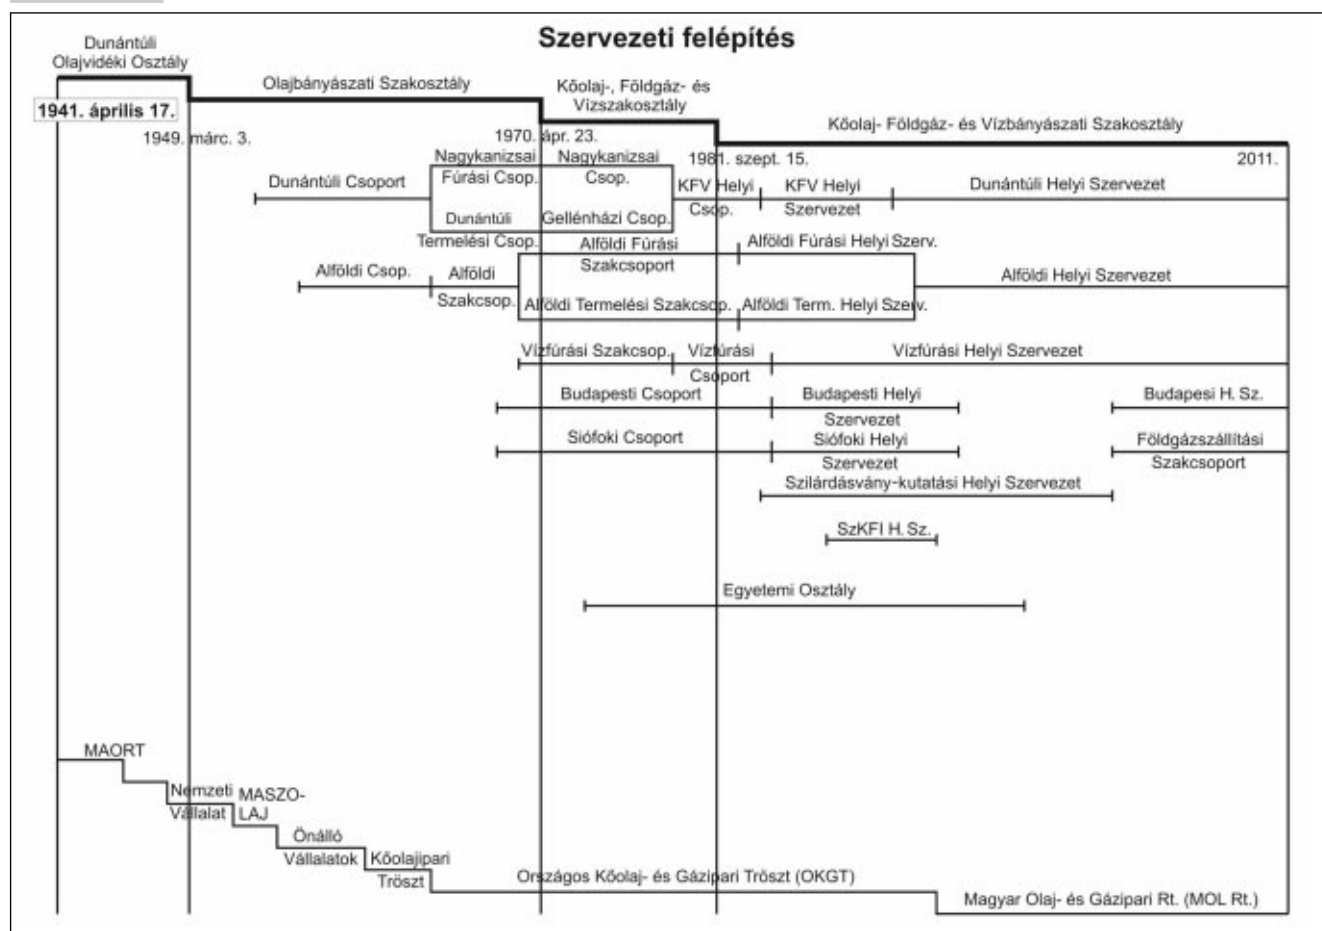 Szervezeti felépítés
Dunántúli
Olajvidéki Osztály
Olajbányászati Szakosztály
Kőolaj-, Földgáz- és
Vízszakosztály
Kőolaj- Földgáz- és Vízbányászati Szakosztály
1941. április 17.
1949. márc. 3.
1970. ápr. 23.
1981. szept. 15.
2011.
Dunántúli Csoport
Nagykanizsai
Fúrási Csop.
Nagykanizsai
Csop.
Dunántúli
Termelési Csop.
Gellénházi Csop.
KFV Helyi
Csop.
KFV Helyi
Szervezet
Dunántúli Helyi Szervezet
Alföldi Csop.
Alföldi
Szakcsop.
Alföldi Fúrási
Szakcsoport
Alföldi Fúrási Helyi Szerv.
Alföldi Termelési Szakcsop.
Alföldi Term. Helyi Szerv.
Alföldi Helyi Szervezet
Vízfúrási Szakcsop.
Vízfúrási
Csoport
Vízfúrási Helyi Szervezet
Budapesti Csoport
Budapesti Helyi
Szervezet
Budapesi H. Sz.
Siófoki Csoport
Siófoki Helyi
Szervezet
Földgázszállítási
Szakcsoport
Szilárdásvány-kutatási Helyi Szervezet
SzKFI H. Sz.
Egyetemi Osztály
MAORT
Nemzeti
Vállalat
MASZO-
LAJ
Önálló
Vállalatok
Kőolajipari
Tröszt
Országos Kőolaj- és Gázipari Tröszt (OKGT)
Magyar Olaj- és Gázipari Rt. (MOL Rt.)